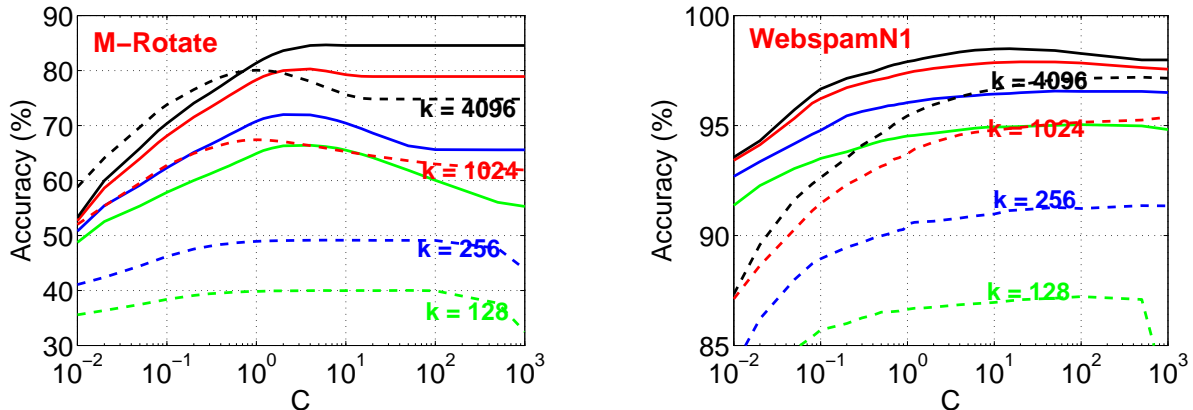 M−Rotate
Accuracy (%)
90
80
70
60
50
40
30
k = 4096
k = 1024
k = 256
k = 128
10−2 10−1 100 101 102 103
C
WebspamN1
Accuracy (%)
100
95
90
85
k = 4096
k = 1024
k = 256
k = 128
10−2 10−1 100 101 102 103
C